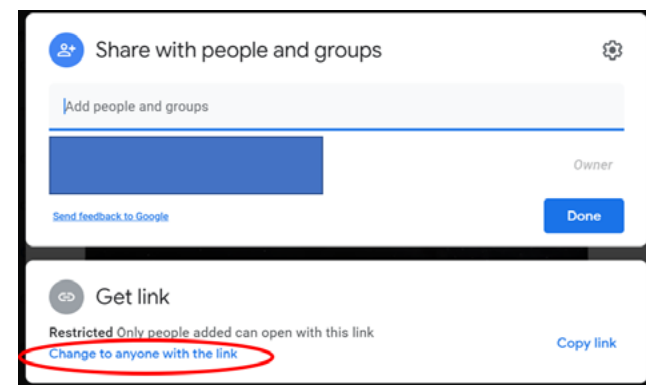 Share with people and groups
Add people and groups
Owner
Send feedback to Google
Done
Get link
Restricted Only people added can open with this link
Change to anyone with the link
Copy link